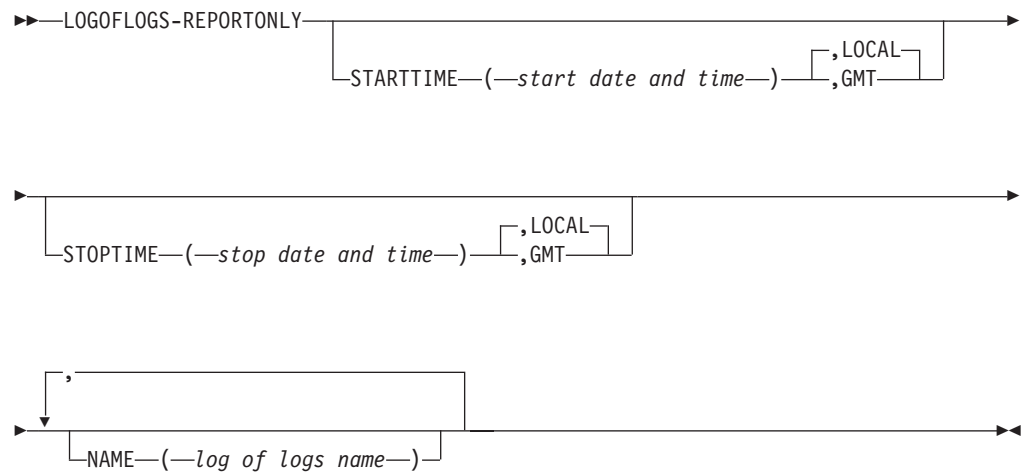 LOGOFLOGS-REPORTONLY
,LOCAL
STARTTIME ( start date and time ) ,GMT
,LOCAL
STOPTIME ( stop date and time ) ,GMT
,
NAME ( log of logs name )